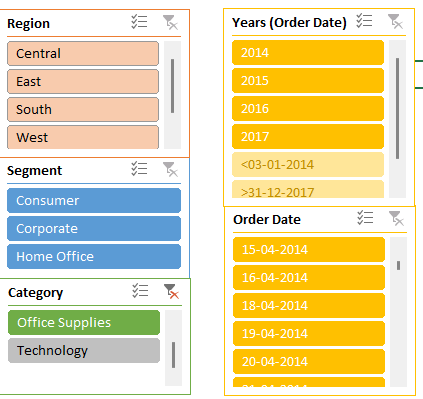 Region
Central
East
South
West
Segment
Consumer
Corporate
Home Office
Category
Office Supplies
Technology
Years (Order Date)
2014
2015
2016
2017
<03-01-2014
>31-12-2017
Order Date
15-04-2014
16-04-2014
18-04-2014
19-04-2014
20-04-2014